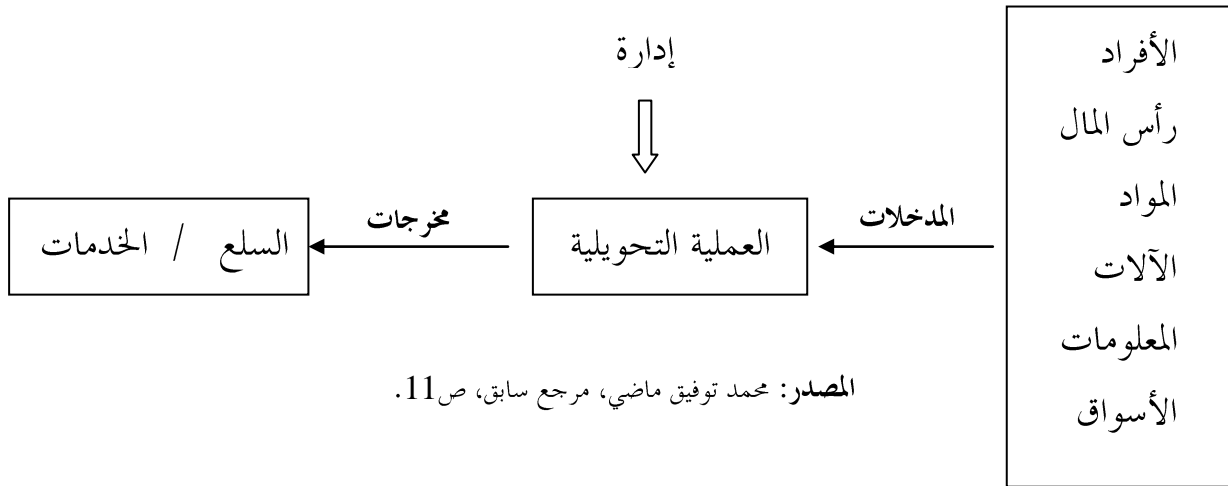 إدارة
الأفراد
رأس المال
المواد
الآلات
المعلومات
الأسواق
المدخلات
العملية التحويلية
مخرجات
السلع / الخدمات
المصدر: محمد توفيق ماضي، مرجع سابق، ص11.